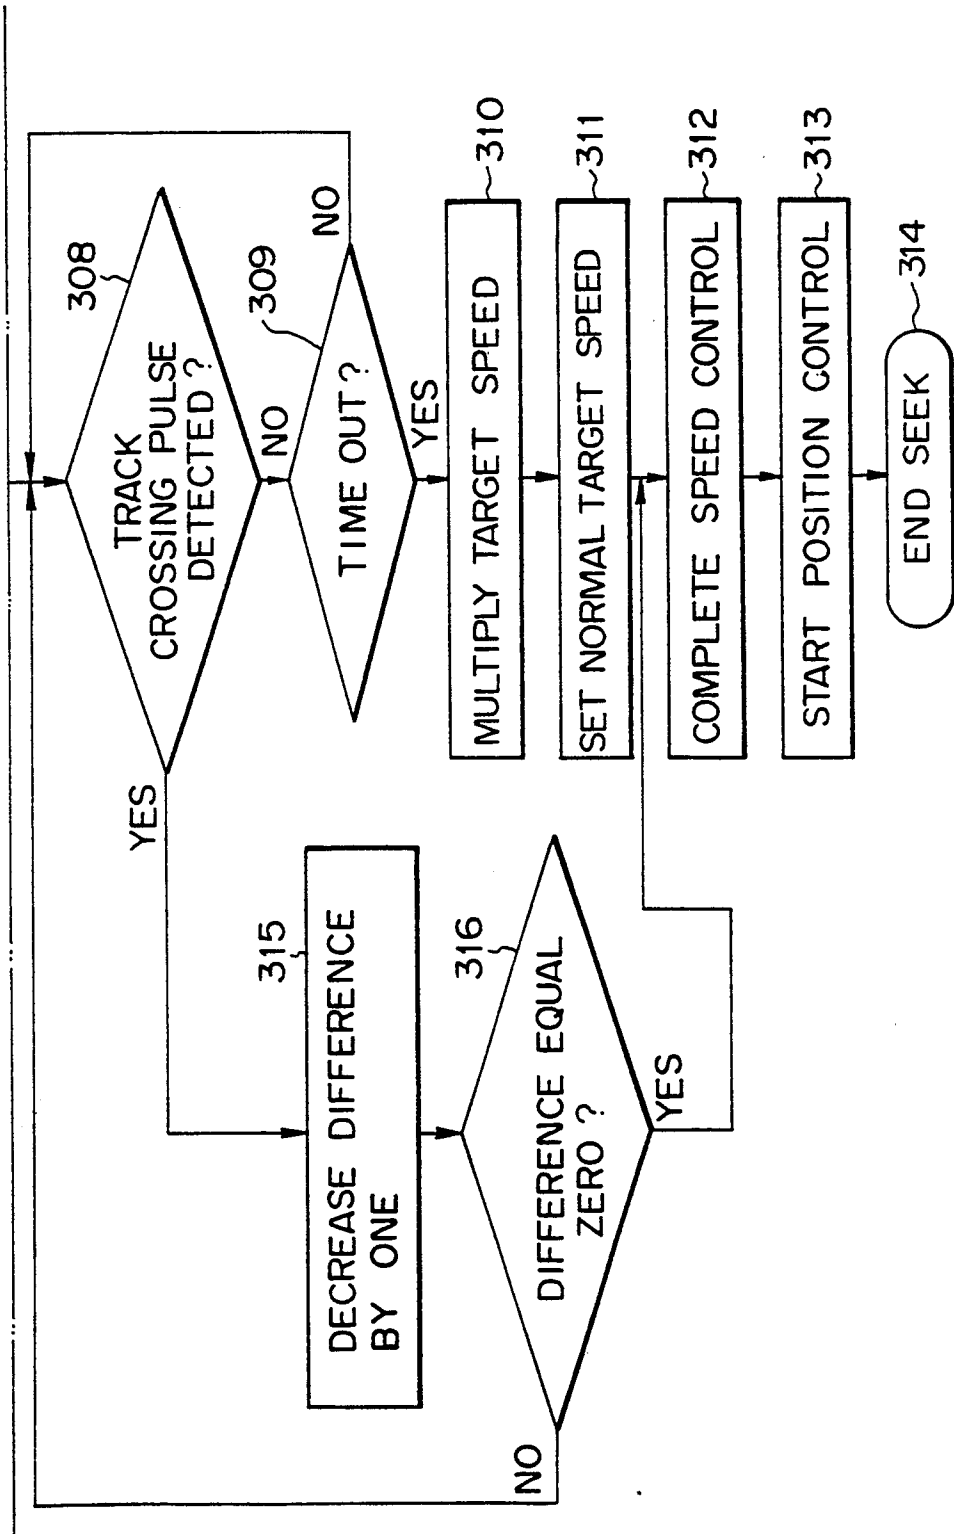 308
TRACK
CROSSING PULSE
DETECTED?
YES
NO
309
TIME OUT?
NO
YES
310
MULTIPLY TARGET SPEED
311
SET NORMAL TARGET SPEED
312
COMPLETE SPEED CONTROL
313
START POSITION CONTROL
314
END SEEK
315
DECREASE DIFFERENCE
BY ONE
316
DIFFERENCE EQUAL
ZERO?
YES
NO